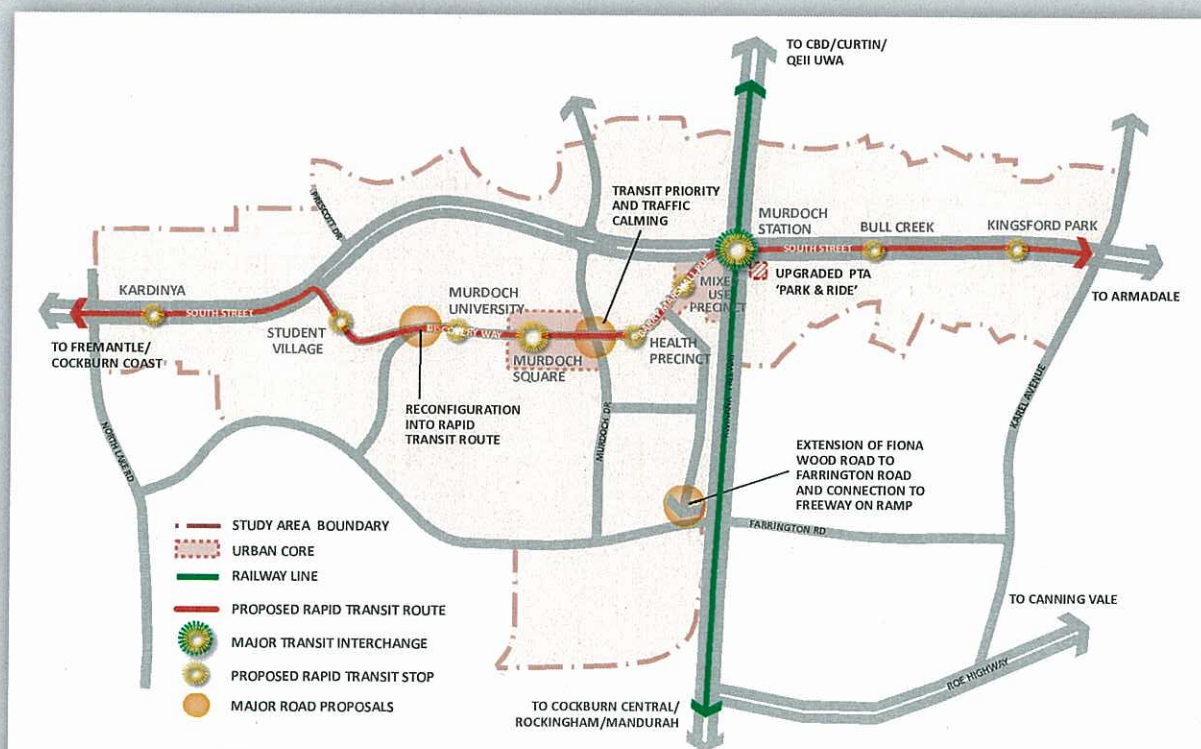 TO CBD/CURTIN/
QEII UWA
TRANSIT PRIORITY
AND TRAFFIC
CALMING
PRESCOTT DR
MURDOCH
STATION
BULL CREEK
KINGSFORD PARK
SOUTH STREET
UPGRADED PTA
'PARK & RIDE'
MIXED
USE PRECINCT
TO ARMADALE
KARDINYA
SOUTH STREET
TO FREMANTLE/
COCKBURN COAST
STUDENT
VILLAGE
MURDOCH
UNIVERSITY
DISCOVERY WAY
MURDOCH
SQUARE
HEALTH
PRECINCT
RECONFIGURATION
INTO RAPID
TRANSIT ROUTE
NORTH LAKE RD
MURDOCH DR
KWINANA FREEWAY
KAREL AVENUE
EXTENSION OF FIONA
WOOD ROAD TO
FARRINGTON ROAD
AND CONNECTION TO
FREEWAY ON RAMP
FARRINGTON RD
TO CANNING VALE
ROE HIGHWAY
TO COCKBURN CENTRAL/
ROCKINGHAM/MANDURAH
STUDY AREA BOUNDARY
URBAN CORE
RAILWAY LINE
PROPOSED RAPID TRANSIT ROUTE
MAJOR TRANSIT INTERCHANGE
PROPOSED RAPID TRANSIT STOP
MAJOR ROAD PROPOSALS